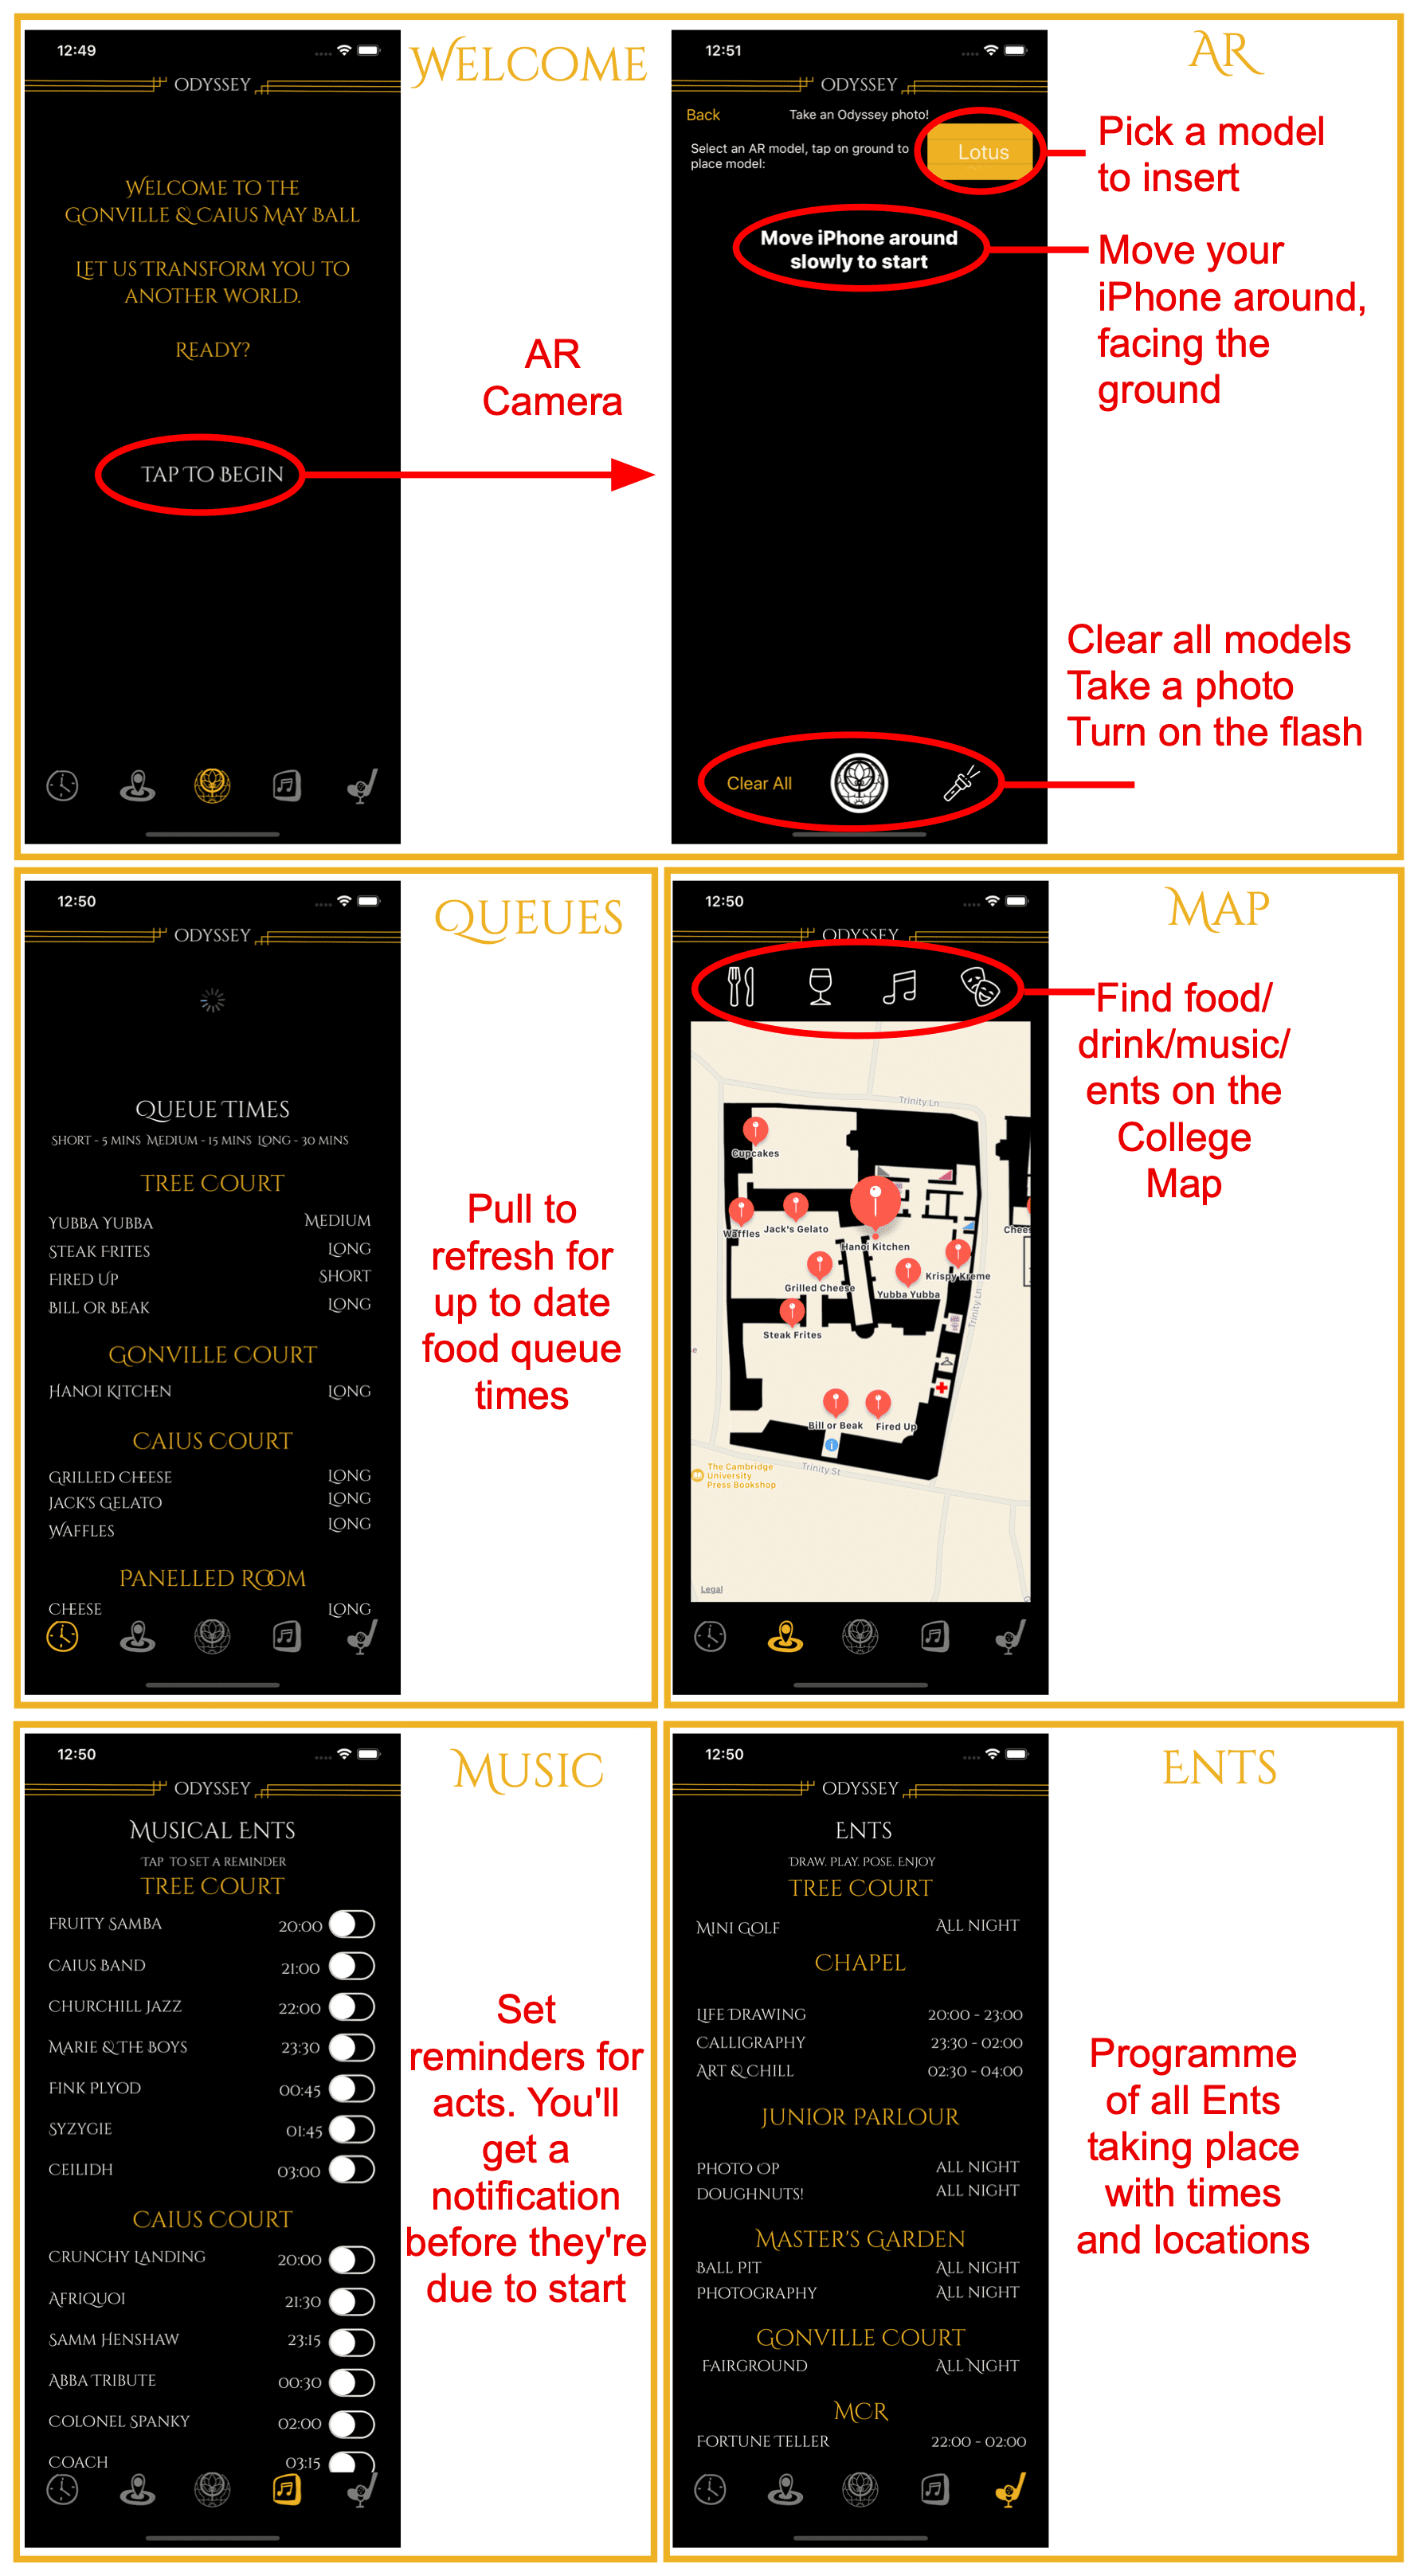 12:49
ODYSSEY
WELCOME
WELCOME TO THE
GONVILLE & CAIUS MAY BALL
LET US TRANSFORM YOU TO
ANOTHER WORLD.
READY?
TAP TO BEGIN
AR
Camera
12:51
ODYSSEY
AR
Back
Take an Odyssey photo!
Select an AR model, tap on ground to
place model:
Lotus
Pick a model
to insert
Move iPhone around
slowly to start
Move your
iPhone around,
facing the
ground
Clear all models
Take a photo
Turn on the flash
Clear All
12:50
ODYSSEY
QUEUES
QUEUE TIMES
SHORT - 5 MINS MEDIUM - 15 MINS LONG - 30 MINS
TREE COURT
YUBBA YUBBA MEDIUM
STEAK FRITES LONG
FIRED UP SHORT
BILL OR BEAK LONG
GONVILLE COURT
HANOI KITCHEN LONG
CAIUS COURT
GRILLED CHEESE LONG
JACK'S GELATO LONG
WAFFLES LONG
PANELLED ROOM
CHEESE LONG
Pull to
refresh for
up to date
food queue
times
12:50
ODYSSEY
MAP
Find food/
drink/music/
ents on the
College
Map
Trinity Ln
Cupcakes
Waffles
Jack's Gelato
Hanoi Kitchen
Chees
Grilled Cheese
Yubba Yubba
Krispy Kreme
Trinity Ln
Steak Frites
Bill or Beak
Fired Up
The Cambridge
University
Press Bookshop
Trinity St
Legal
12:50
ODYSSEY
MUSIC
MUSICAL ENTS
TAP TO SET A REMINDER
TREE COURT
FRUITY SAMBA 20:00
CAIUS BAND 21:00
CHURCHILL JAZZ 22:00
MARIE & THE BOYS 23:30
FINK PLYOD 00:45
SYZYGIE 01:45
CEILIDH 03:00
CAIUS COURT
CRUNCHY LANDING 20:00
AFRIQUOI 21:30
SAMM HENSHAW 23:15
ABBA TRIBUTE 00:30
COLONEL SPANKY 02:00
COACH 03:15
Set
reminders for
acts. You'll
get a
notification
before they're
due to start
12:50
ODYSSEY
ENTS
ENTS
DRAW. PLAY. POSE. ENJOY
TREE COURT
MINI GOLF ALL NIGHT
CHAPEL
LIFE DRAWING 20:00 - 23:00
CALLIGRAPHY 23:30 - 02:00
ART & CHILL 02:30 - 04:00
JUNIOR PARLOUR
PHOTO OP ALL NIGHT
DOUGHNUTS! ALL NIGHT
MASTER'S GARDEN
BALL PIT ALL NIGHT
PHOTOGRAPHY ALL NIGHT
GONVILLE COURT
FAIRGROUND ALL NIGHT
MCR
FORTUNE TELLER 22:00 - 02:00
Programme
of all Ents
taking place
with times
and locations